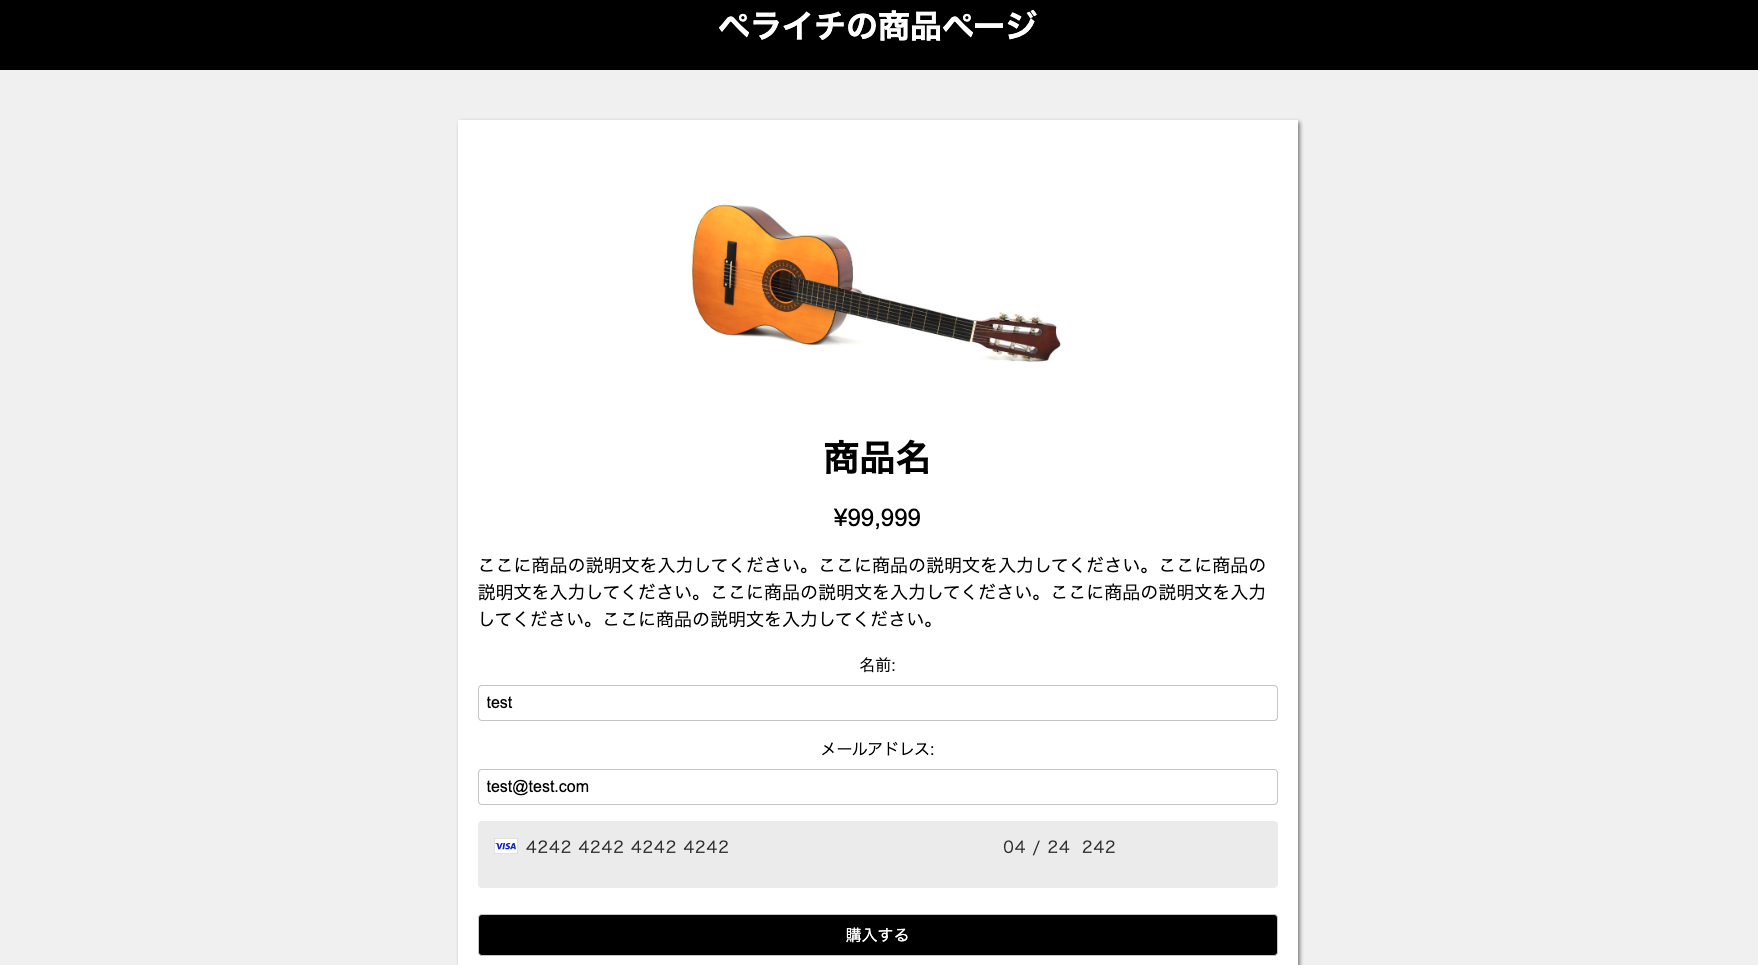 ペライチの商品ページ
商品名
¥99,999
ここに商品の説明文を入力してください。ここに商品の説明文を入力してください。ここに商品の
説明文を入力してください。ここに商品の説明文を入力してください。ここに商品の説明文を入力
してください。ここに商品の説明文を入力してください。
名前:
test
メールアドレス:
test@test.com
VISA 4242 4242 4242 4242 04 / 24 242
購入する